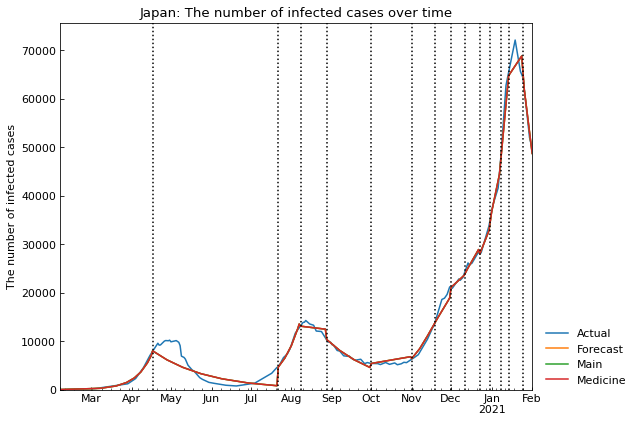 Japan: The number of infected cases over time
The number of infected cases
70000
60000
50000
40000
30000
20000
10000
0
Mar Apr May Jun Jul Aug Sep Oct Nov Dec Jan Feb
2021
Actual
Forecast
Main
Medicine